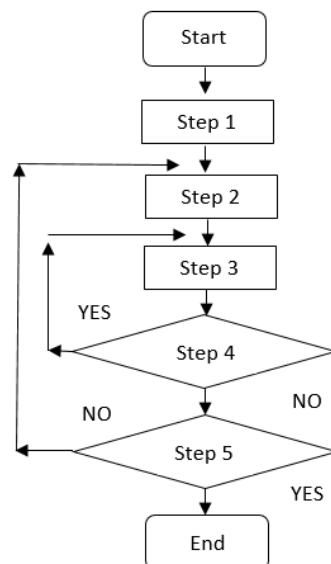 Start
Step 1
Step 2
Step 3
YES
Step 4
NO
NO
Step 5
YES
End